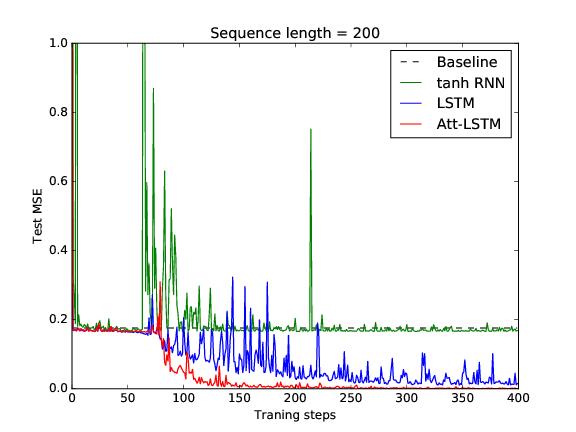 Sequence length = 200
1.0
0.8
0.6
0.4
0.2
0.0
Test MSE
Baseline
tanh RNN
LSTM
Att-LSTM
0 50 100 150 200 250 300 350 400
Traning steps